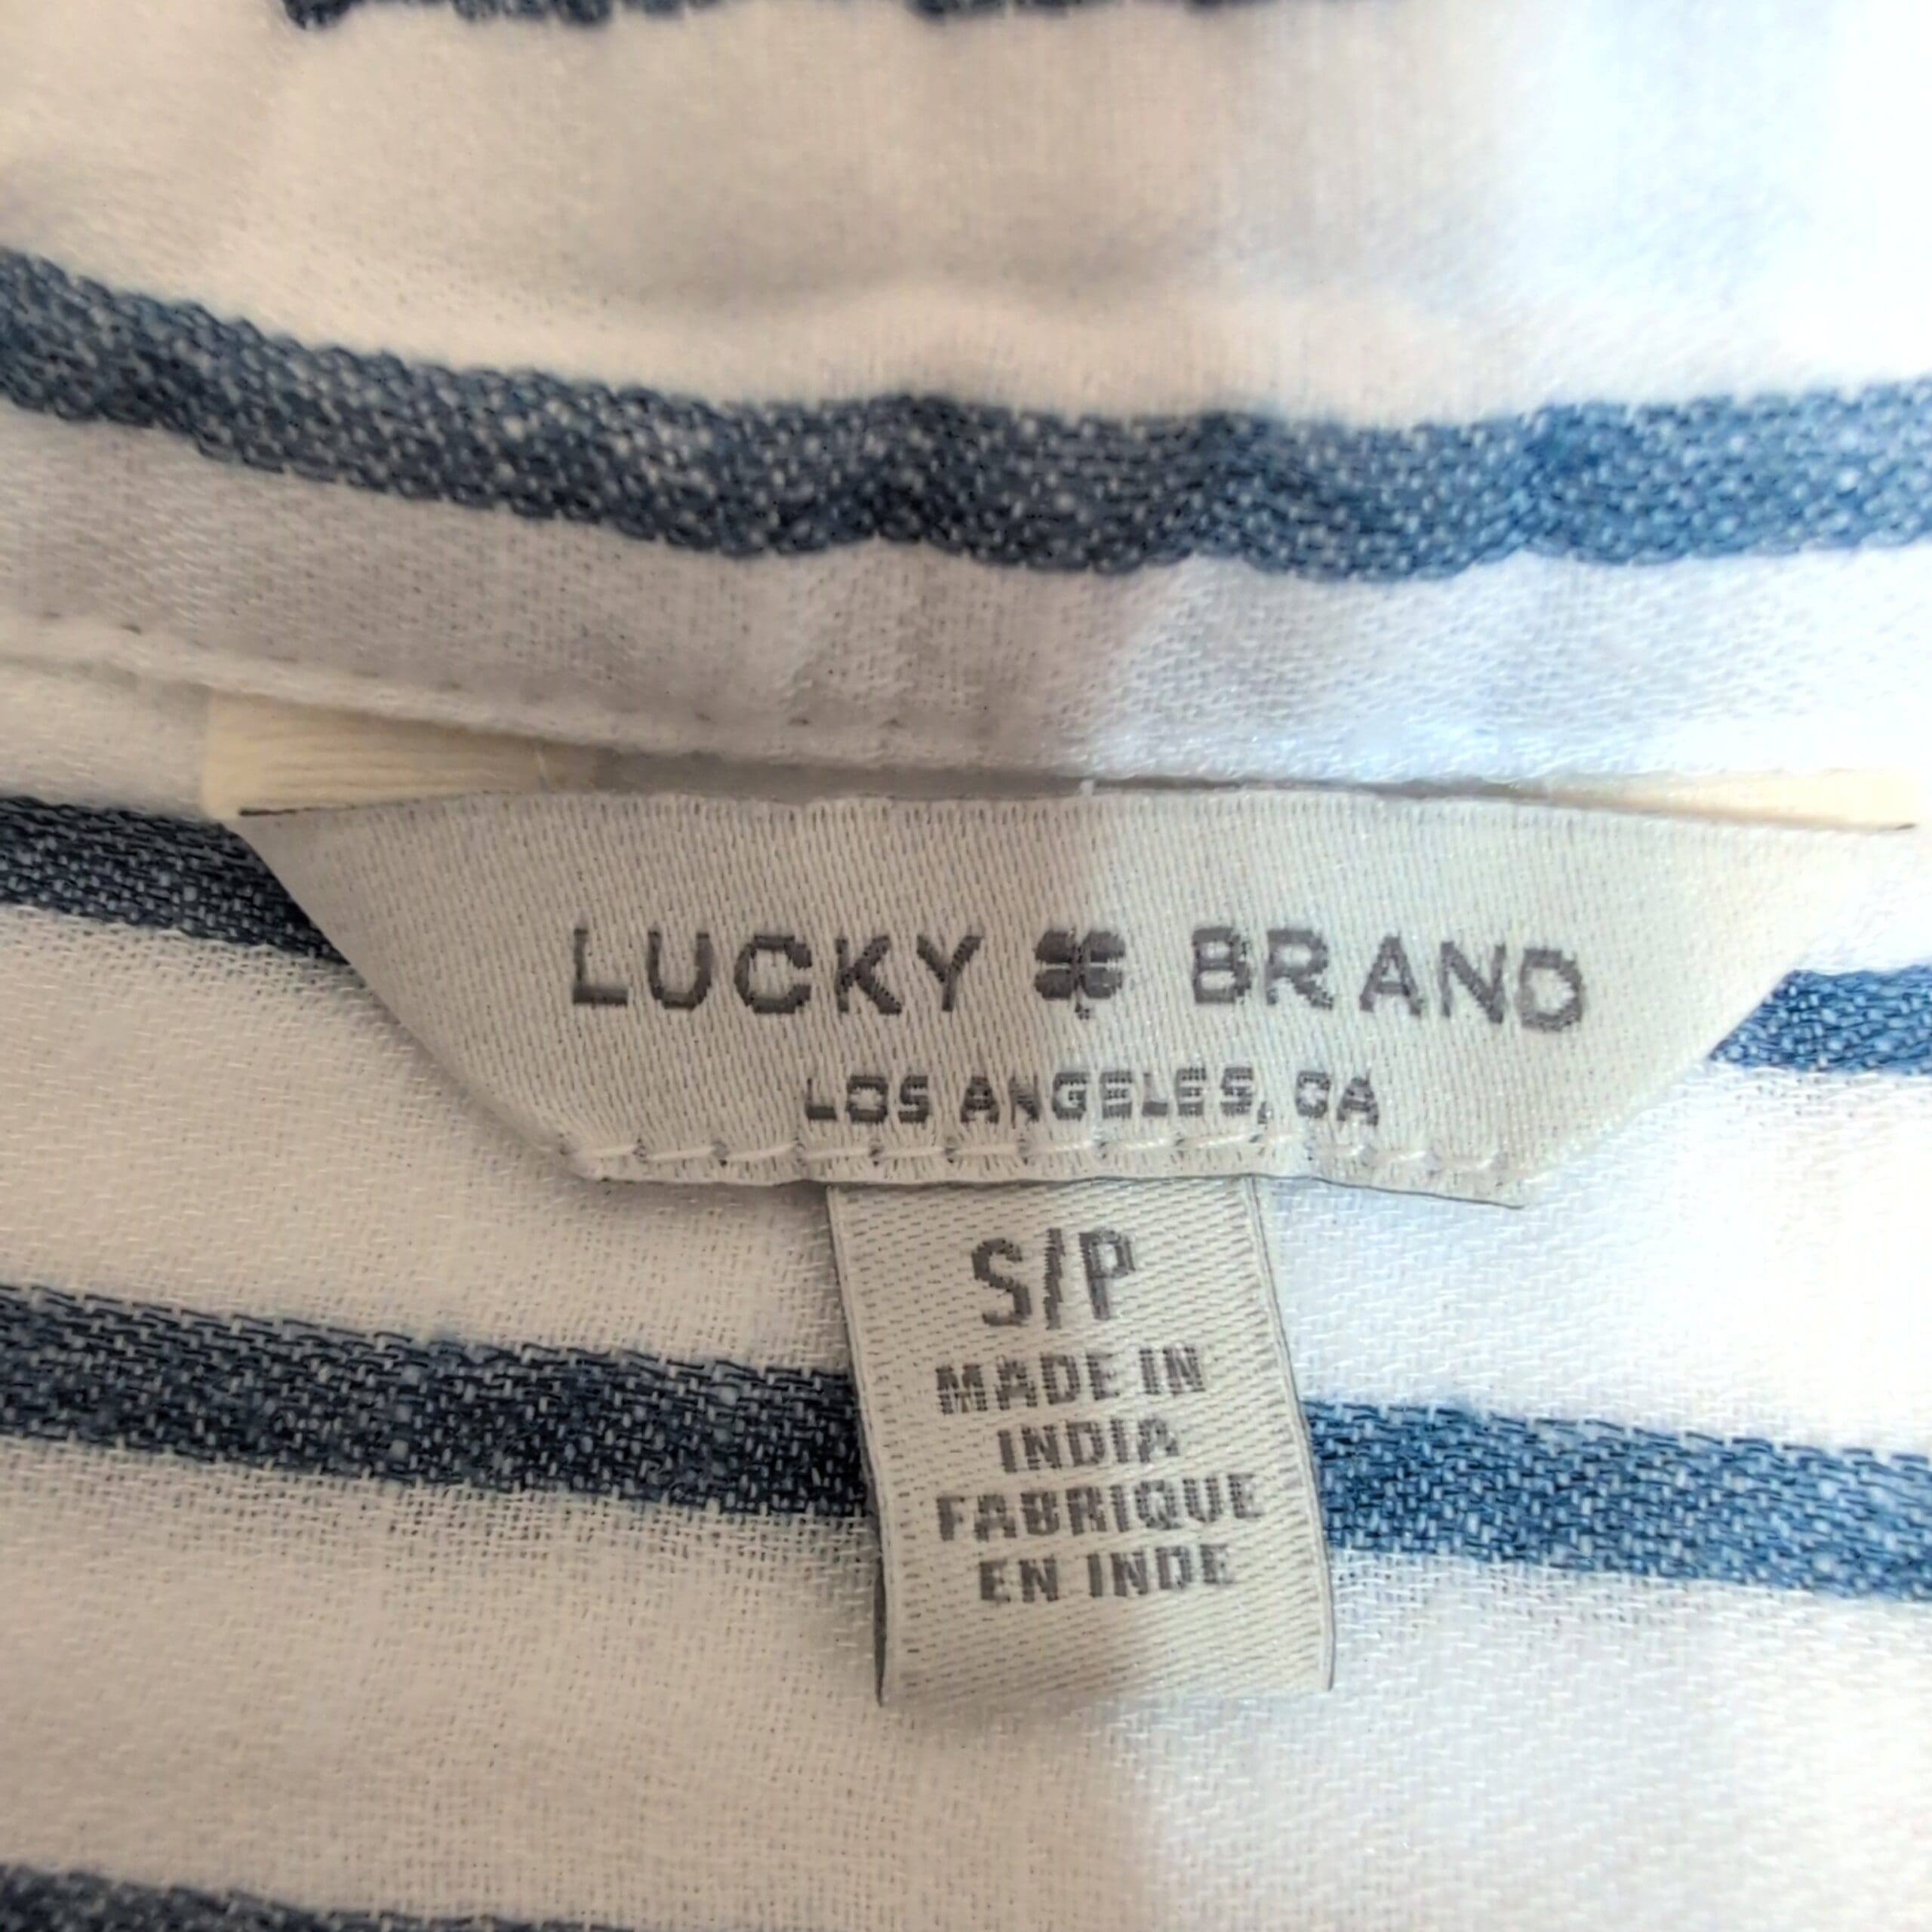 LUCKY BRAND
LOS ANGELES, CA
S/P
MADE IN
INDIA
FABRIQUE
EN INDE